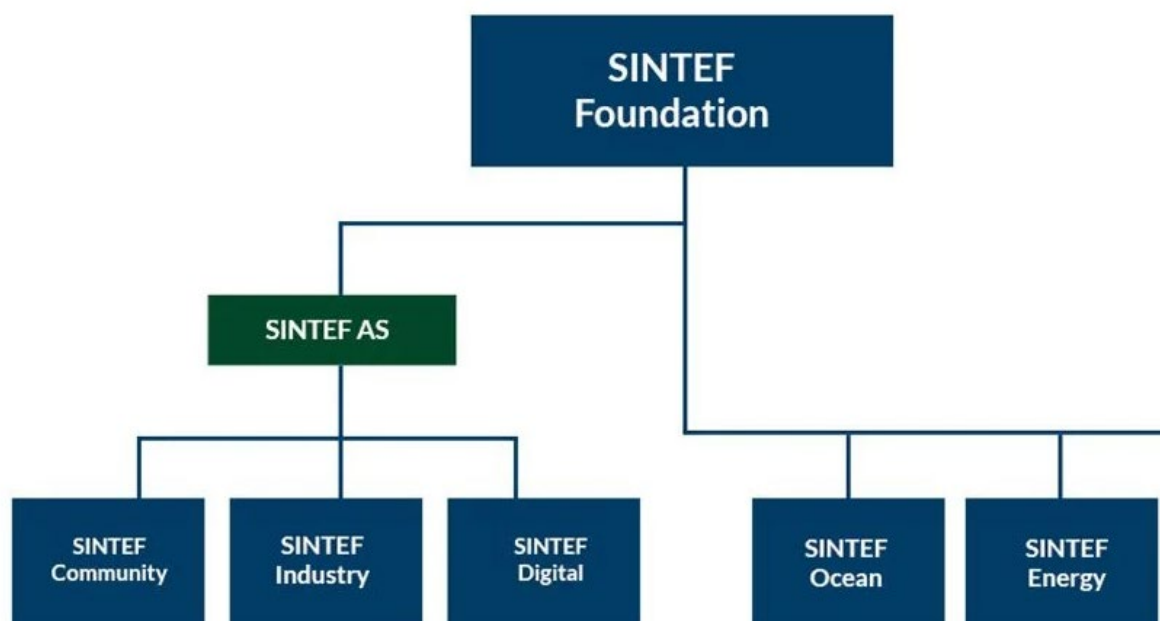 SINTEF
Foundation
SINTEF AS
SINTEF
Community
SINTEF
Industry
SINTEF
Digital
SINTEF
Ocean
SINTEF
Energy